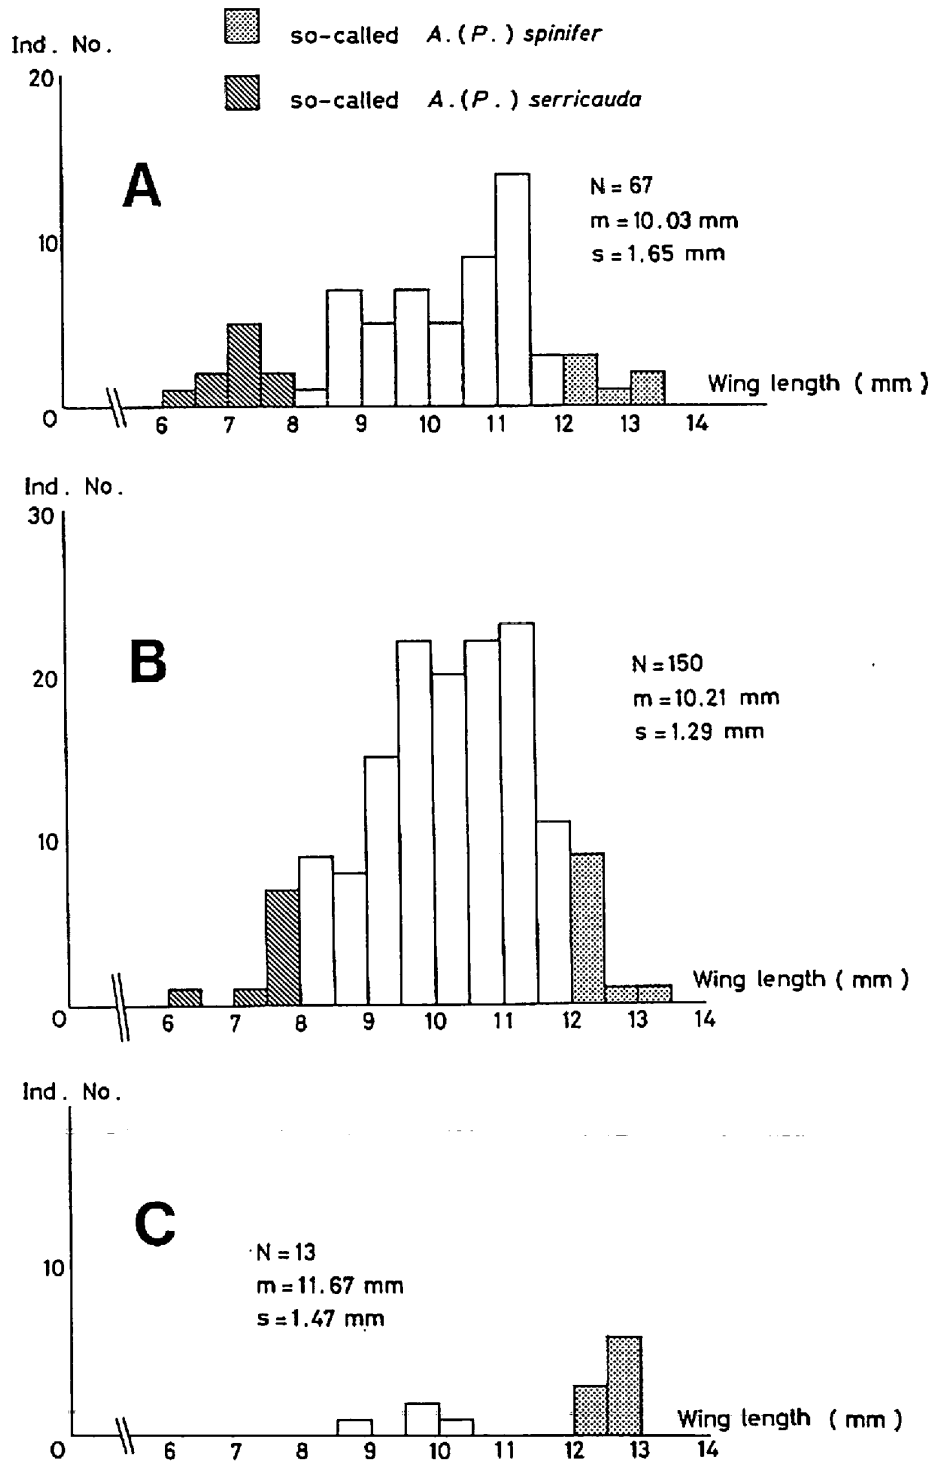 so-called A.(P.) spinifer
Ind. No.
so-called A.(P.) serricauda
20
A
N = 67
m = 10.03 mm
s = 1.65 mm
10
Wing length (mm)
0 6 7 8 9 10 11 12 13 14
Ind. No.
30
B
N = 150
m = 10.21 mm
s = 1.29 mm
20
10
Wing length (mm)
0 6 7 8 9 10 11 12 13 14
Ind. No.
C
N = 13
m = 11.67 mm
s = 1.47 mm
10
Wing length (mm)
0 6 7 8 9 10 11 12 13 14